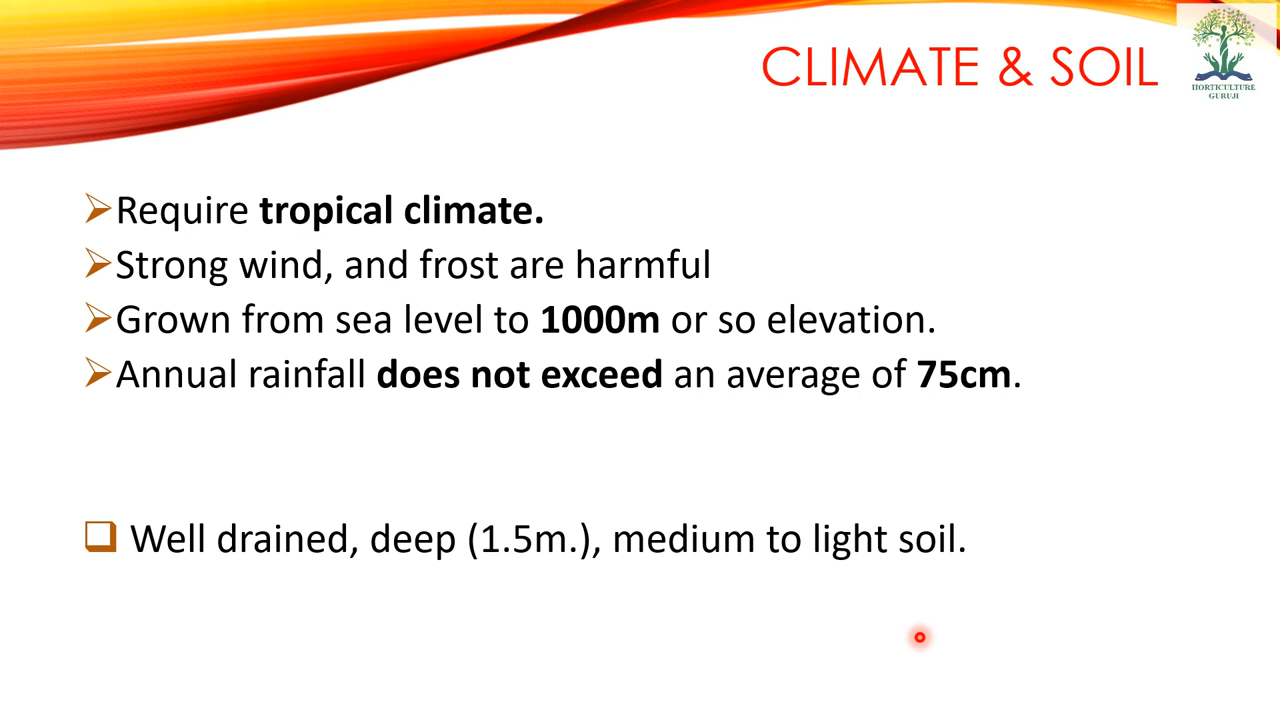 CLIMATE & SOIL
HORTICULTURE
GURUJI
➢Require tropical climate.
➢Strong wind, and frost are harmful
➢Grown from sea level to 1000m or so elevation.
➢Annual rainfall does not exceed an average of 75cm.
❑ Well drained, deep (1.5m.), medium to light soil.